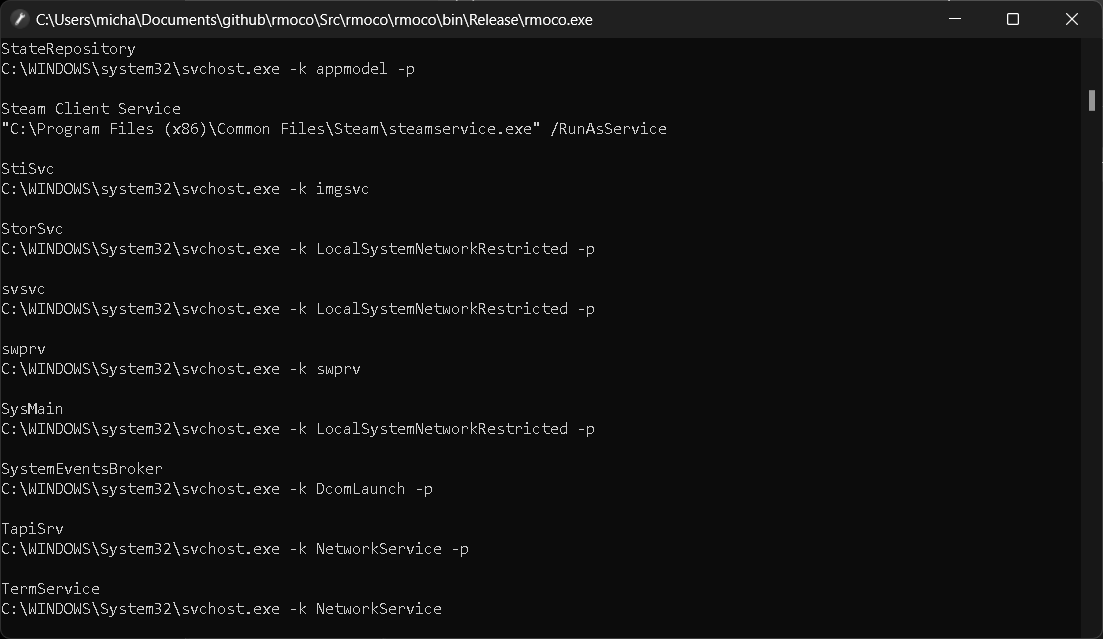 C:\Users\micha\Documents\github\rmoco\Src\rmoco\rmoco\bin\Release\rmoco.exe
StateRepository
C:\WINDOWS\system32\svchost.exe -k appmodel -p
Steam Client Service
"C:\Program Files (x86)\Common Files\Steam\steamservice.exe" /RunAsService
StiSvc
C:\WINDOWS\system32\svchost.exe -k imgsvc
StorSvc
C:\WINDOWS\System32\svchost.exe -k LocalSystemNetworkRestricted -p
svsvc
C:\WINDOWS\System32\svchost.exe -k LocalSystemNetworkRestricted -p
swprv
C:\WINDOWS\System32\svchost.exe -k swprv
SysMain
C:\WINDOWS\System32\svchost.exe -k LocalSystemNetworkRestricted -p
SystemEventsBroker
C:\WINDOWS\system32\svchost.exe -k DcomLaunch -p
TapiSrv
C:\WINDOWS\System32\svchost.exe -k NetworkService -p
TermService
C:\WINDOWS\System32\svchost.exe -k NetworkService